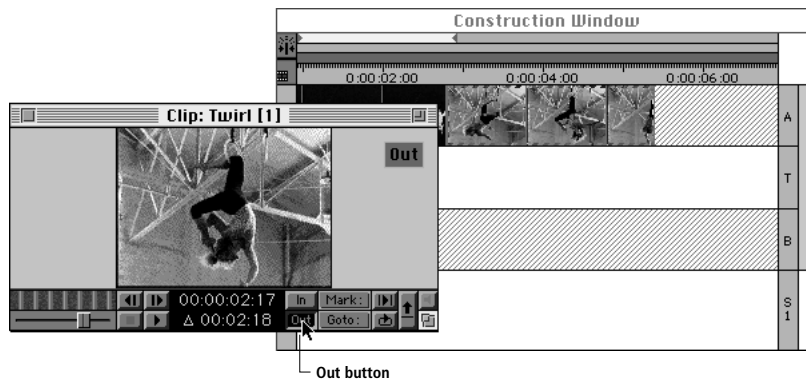 Construction Window
0:00:02:00 0:00:04:00 0:00:06:00
Clip: Twirl [1]
A
Out
T
B
00:00:02:17 In Mark:
Δ 00:02:18 Out Goto:
S
1
Out button